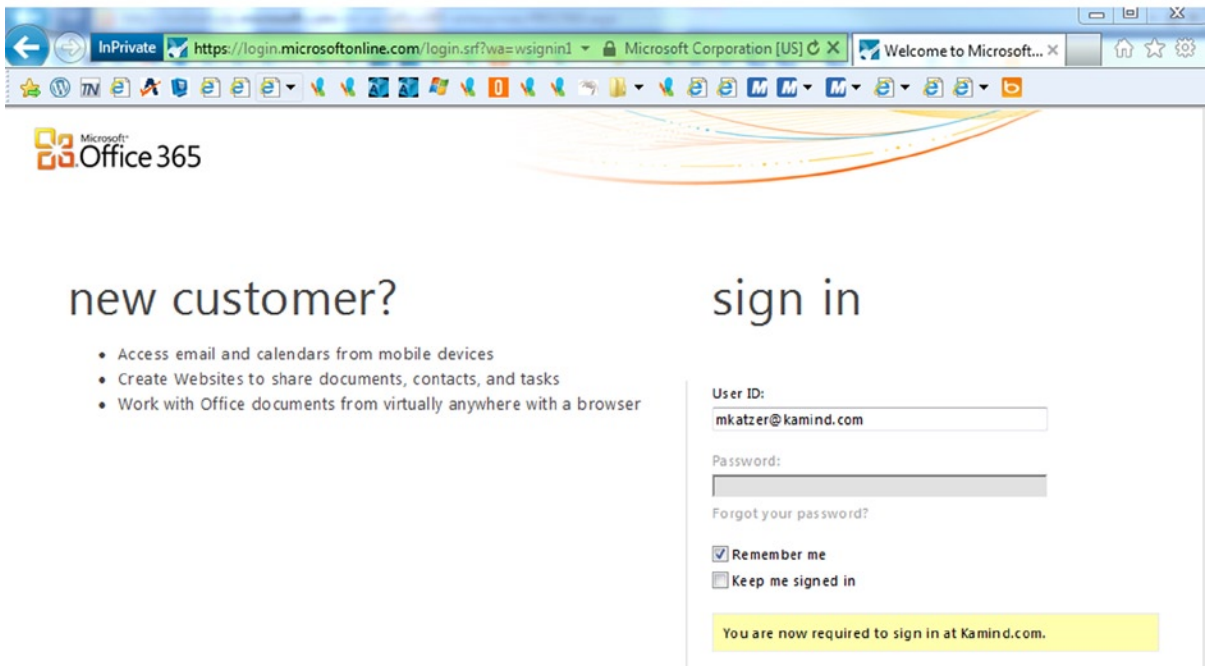 InPrivate https://login.microsoftonline.com/login.srf?wa=wsignin1 Microsoft Corporation [US] Welcome to Microsoft...
Microsoft
Office 365
new customer?
• Access email and calendars from mobile devices
• Create Websites to share documents, contacts, and tasks
• Work with Office documents from virtually anywhere with a browser
sign in
User ID:
mkatzer@kamind.com
Password:
Forgot your password?
Remember me
Keep me signed in
You are now required to sign in at Kamind.com.